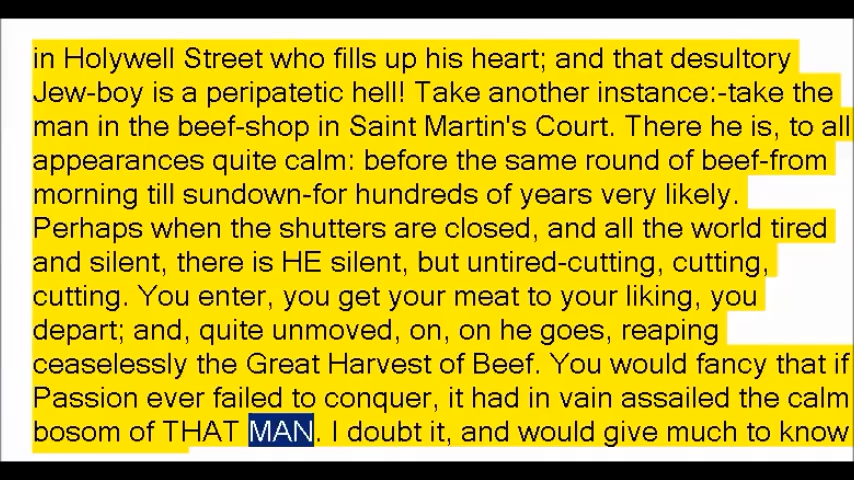 in Holywell Street who fills up his heart; and that desultory
Jew-boy is a peripatetic hell! Take another instance:-take the
man in the beef-shop in Saint Martin's Court. There he is, to all
appearances quite calm: before the same round of beef-from
morning till sundown-for hundreds of years very likely.
Perhaps when the shutters are closed, and all the world tired
and silent, there is HE silent, but untired-cutting, cutting,
cutting. You enter, you get your meat to your liking, you
depart; and, quite unmoved, on, on he goes, reaping
ceaselessly the Great Harvest of Beef. You would fancy that if
Passion ever failed to conquer, it had in vain assailed the calm
bosom of THAT MAN. I doubt it, and would give much to know